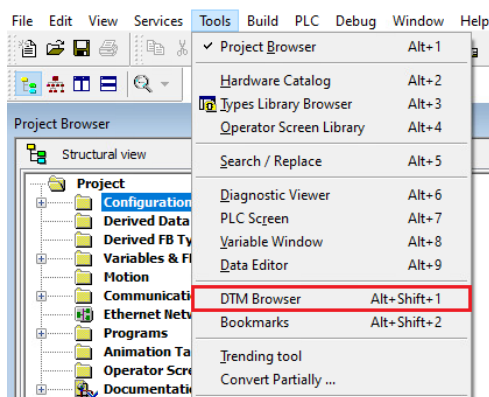 File Edit View Services Tools Build PLC Debug Window Help
Project Browser Alt+1
Hardware Catalog Alt+2
Types Library Browser Alt+3
Operator Screen Library Alt+4
Search / Replace Alt+5
Diagnostic Viewer Alt+6
PLC Screen Alt+7
Variable Window Alt+8
Data Editor Alt+9
DTM Browser Alt+Shift+1
Bookmarks Alt+Shift+2
Trending tool
Convert Partially ...
Project Browser
Structural view
Project
Configuration
Derived Data
Derived FB Ty
Variables & F
Motion
Communicati
Ethernet Netw
Programs
Animation Ta
Operator Scre
Documentatio